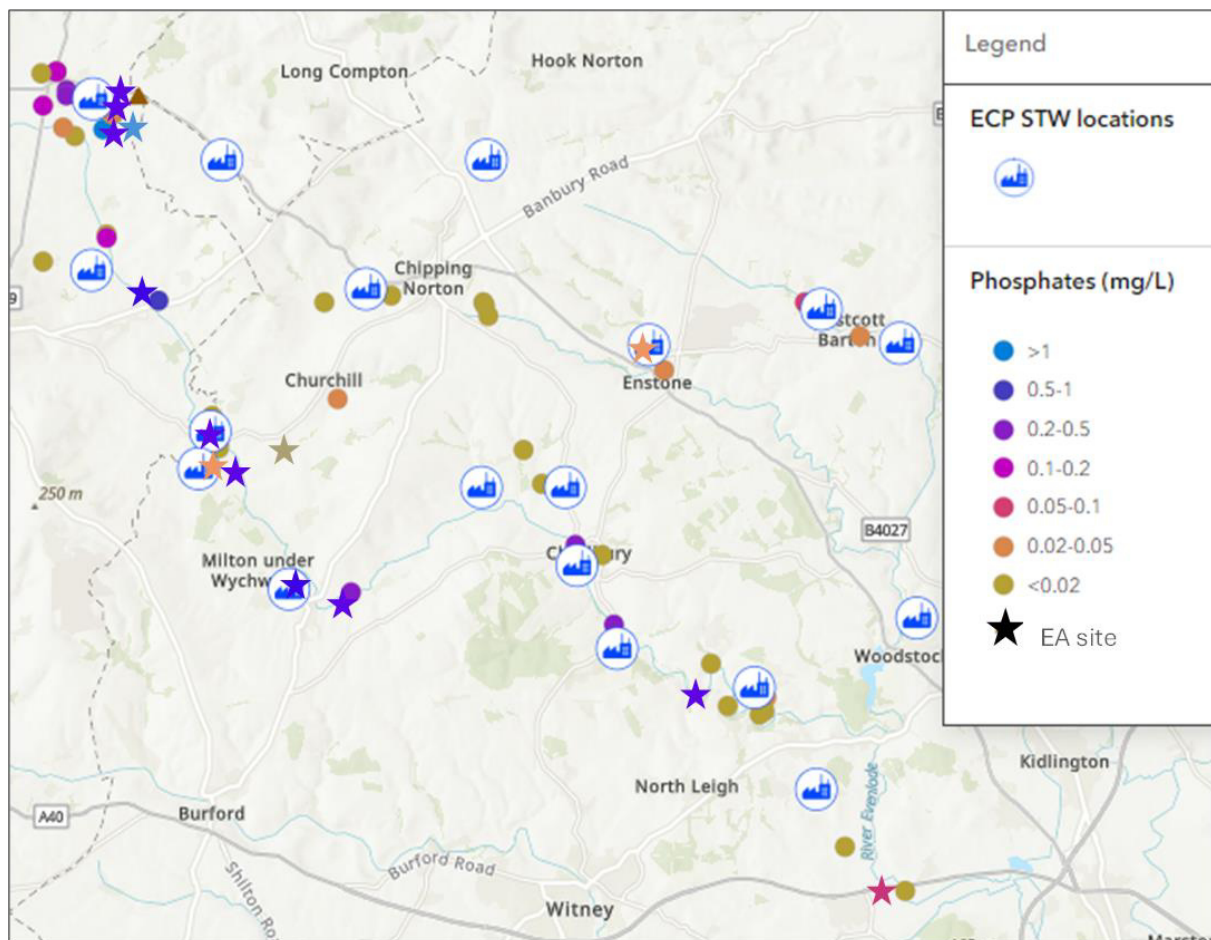 Long Compton
Hook Norton
Banbury Road
Chipping
Norton
Churchill
Enstone
250 m
B4027
Milton under
Woodstoc
North Leigh
Kidlington
A40
Burford
Burford Road
River Evenlode
Witney
Legend
ECP STW locations
Phosphates (mg/L)
>1
0.5-1
0.2-0.5
0.1-0.2
0.05-0.1
0.02-0.05
<0.02
EA site